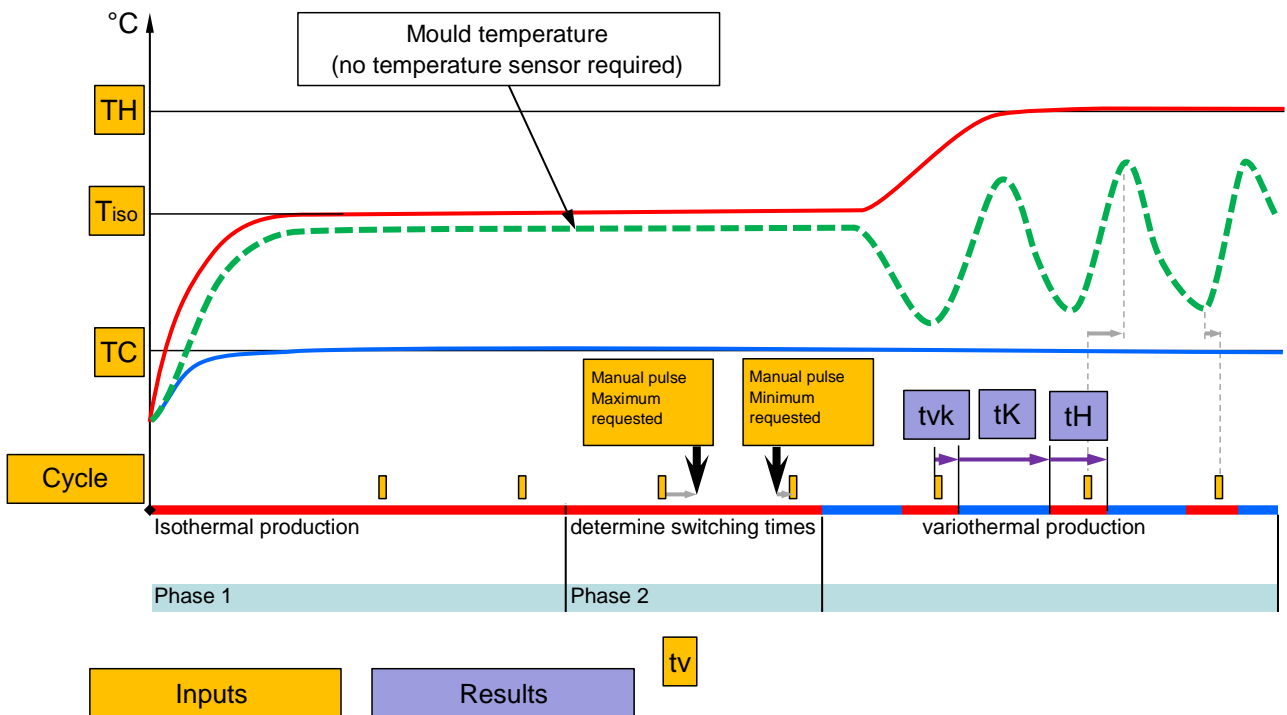 °C
Mould temperature
(no temperature sensor required)
TH
Tiso
TC
Manual pulse
Maximum
requested
Manual pulse
Minimum
requested
tvk
tK
tH
Cycle
Isothermal production
determine switching times
variothermal production
Phase 1
Phase 2
tv
Inputs
Results